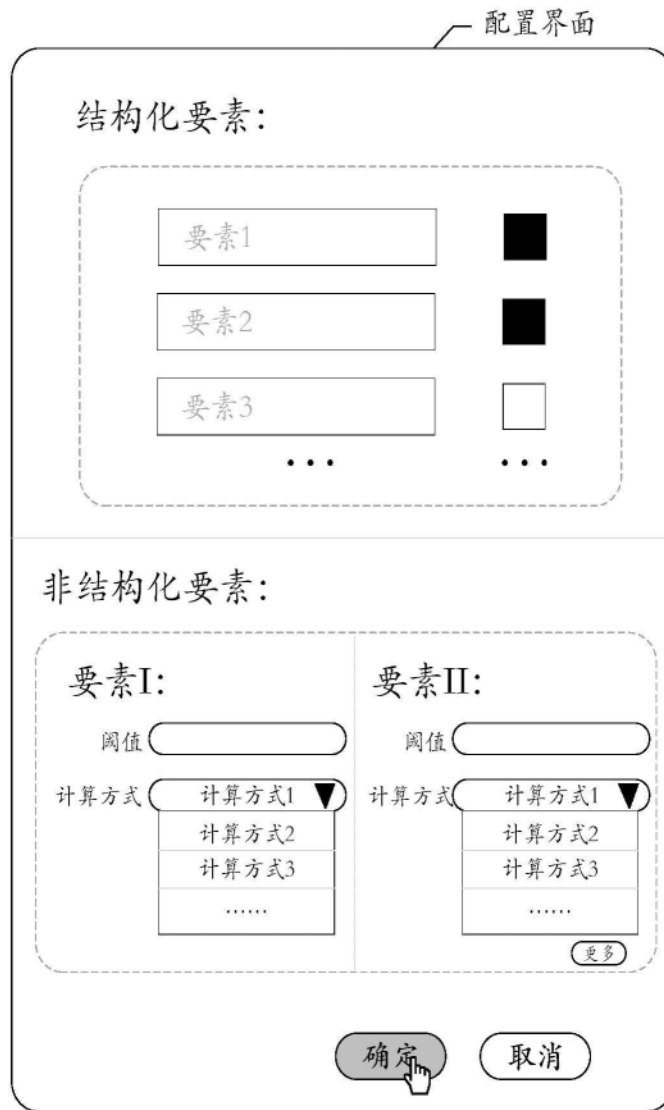 配置界面
结构化要素:
要素1
要素2
要素3
... ...
非结构化要素:
要素I: 要素II:
阈值 阈值
计算方式 计算方式1 计算方式 计算方式1
计算方式2 计算方式2
计算方式3 计算方式3
...... ......
更多
确定 取消